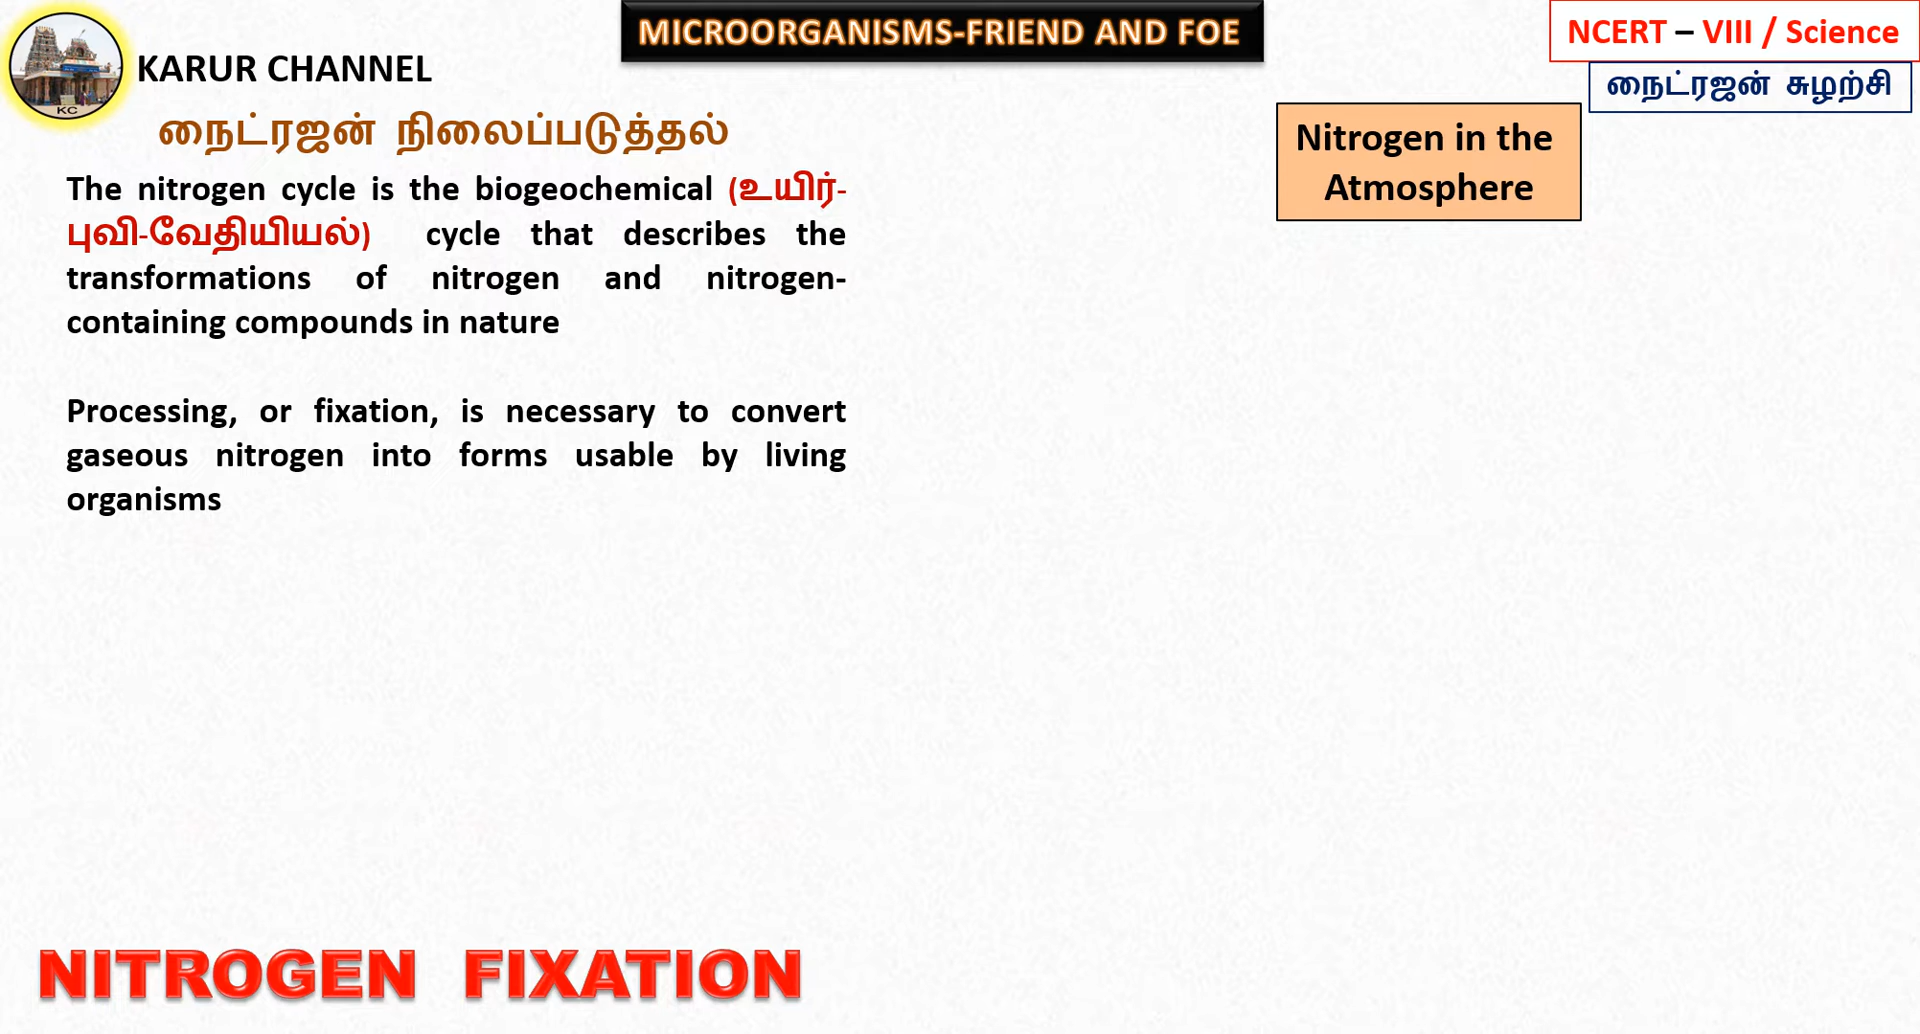 MICROORGANISMS-FRIEND AND FOE
NCERT – VIII / Science
KC
KARUR CHANNEL
நைட்ரஜன் சுழற்சி
நைட்ரஜன் நிலைப்படுத்தல்
Nitrogen in the
Atmosphere
The nitrogen cycle is the biogeochemical (உயிர்-
புவி-வேதியியல்) cycle that describes the
transformations of nitrogen and nitrogen-
containing compounds in nature
Processing, or fixation, is necessary to convert
gaseous nitrogen into forms usable by living
organisms
NITROGEN FIXATION